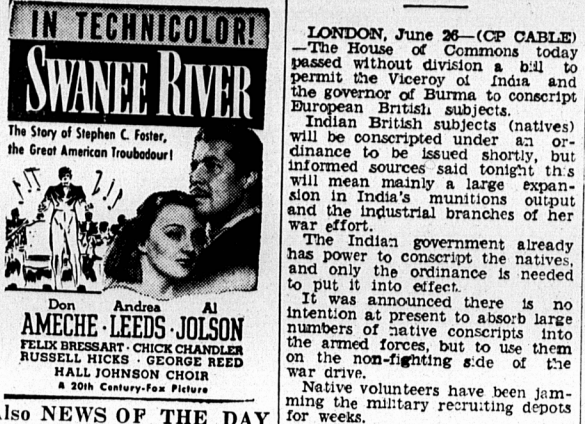 IN TECHNICOLOR!
SWANEE RIVER
The Story of Stephen C. Foster,
the Great American Troubadour!
Don Andrea Al
AMECHE · LEEDS · JOLSON
FELIX BRESSART · CHICK CHANDLER
RUSSELL HICKS · GEORGE REED
HALL JOHNSON CHOIR
A 20th Century-Fox Picture
Also NEWS OF THE DAY
LONDON, June 26—(CP CABLE)
—The House of Commons today
passed without division a bill to
permit the Viceroy of India and
the governor of Burma to conscript
European British subjects.
Indian British subjects (natives)
will be conscripted under an or-
dinance to be issued shortly, but
informed sources said tonight this
will mean mainly a large expan-
sion in India's munitions output
and the industrial branches of her
war effort.
The Indian government already
has power to conscript the natives,
and only the ordinance is needed
to put it into effect.
It was announced there is no
intention at present to absorb large
numbers of native conscripts into
the armed forces, but to use them
on the non-fighting side of the
war drive.
Native volunteers have been jam-
ming the military recruiting depots
for weeks.